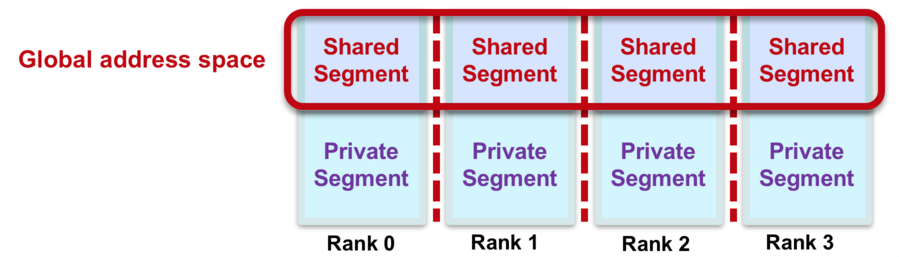 Global address space
Shared Segment
Shared Segment
Shared Segment
Shared Segment
Private Segment
Private Segment
Private Segment
Private Segment
Rank 0
Rank 1
Rank 2
Rank 3